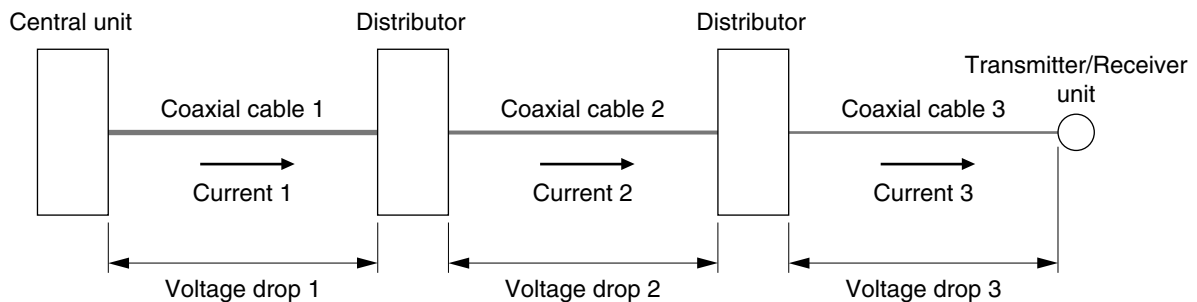 Central unit
Distributor
Distributor
Transmitter/Receiver
unit
Coaxial cable 1
Coaxial cable 2
Coaxial cable 3
Current 1
Current 2
Current 3
Voltage drop 1
Voltage drop 2
Voltage drop 3